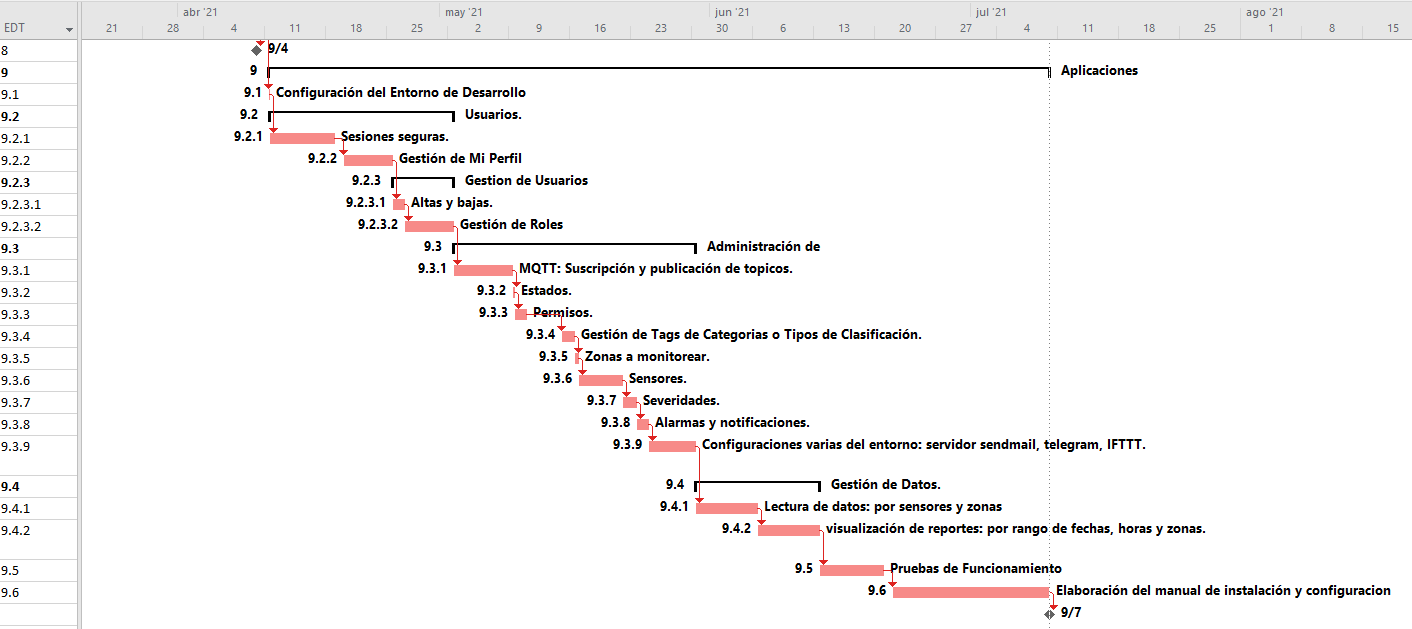 abr '21 may '21 jun '21 jul '21 ago '21
EDT 21 28 4 11 18 25 2 9 16 23 30 6 13 20 27 4 11 18 25 1 8 15
8 9/4
9 9 Aplicaciones
9.1 9.1 Configuración del Entorno de Desarrollo
9.2 9.2 Usuarios.
9.2.1 9.2.1 Sesiones seguras.
9.2.2 9.2.2 Gestión de Mi Perfil
9.2.3 9.2.3 Gestion de Usuarios
9.2.3.1 9.2.3.1 Altas y bajas.
9.2.3.2 9.2.3.2 Gestión de Roles
9.3 9.3 Administración de
9.3.1 9.3.1 MQTT: Suscripción y publicación de topicos.
9.3.2 9.3.2 Estados.
9.3.3 9.3.3 Permisos.
9.3.4 9.3.4 Gestión de Tags de Categorias o Tipos de Clasificación.
9.3.5 9.3.5 Zonas a monitorear.
9.3.6 9.3.6 Sensores.
9.3.7 9.3.7 Severidades.
9.3.8 9.3.8 Alarmas y notificaciones.
9.3.9 9.3.9 Configuraciones varias del entorno: servidor sendmail, telegram, IFTTT.
9.4 9.4 Gestión de Datos.
9.4.1 9.4.1 Lectura de datos: por sensores y zonas
9.4.2 9.4.2 visualización de reportes: por rango de fechas, horas y zonas.
9.5 9.5 Pruebas de Funcionamiento
9.6 9.6 Elaboración del manual de instalación y configuracion
9/7